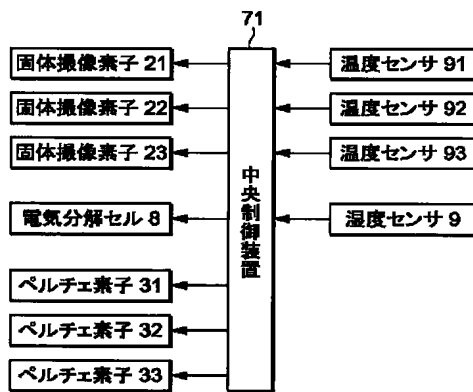 71
固体撮像素子 21
固体撮像素子 22
固体撮像素子 23
電気分解セル 8
ペルチェ素子 31
ペルチェ素子 32
ペルチェ素子 33
中央制御装置
温度センサ 91
温度センサ 92
温度センサ 93
湿度センサ 9